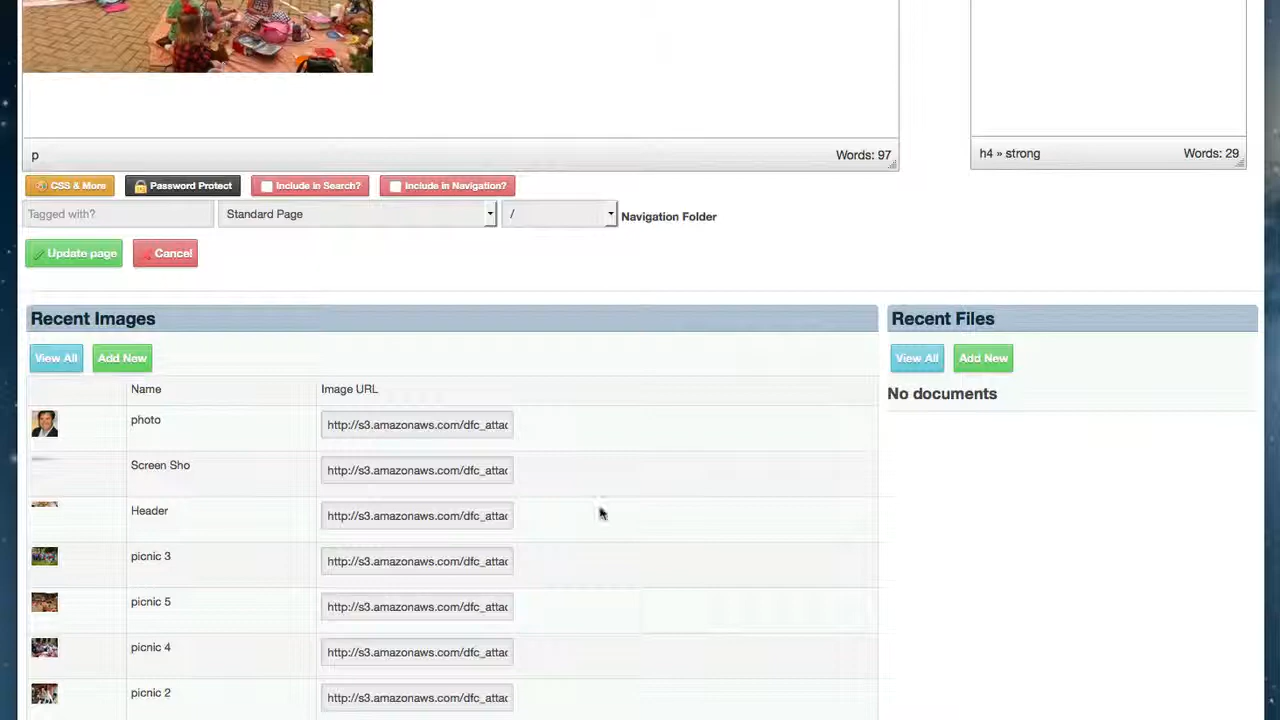 p
Words: 97
h4 » strong
Words: 29
CSS & More
Password Protect
Include in Search?
Include in Navigation?
Tagged with?
Standard Page
/
Navigation Folder
Update page
Cancel
Recent Images
Recent Files
View All
Add New
View All
Add New
Name
Image URL
No documents
photo
http://s3.amazonaws.com/dfc_attac
Screen Sho
http://s3.amazonaws.com/dfc_attac
Header
http://s3.amazonaws.com/dfc_attac
picnic 3
http://s3.amazonaws.com/dfc_attac
picnic 5
http://s3.amazonaws.com/dfc_attac
picnic 4
http://s3.amazonaws.com/dfc_attac
picnic 2
http://s3.amazonaws.com/dfc_attac